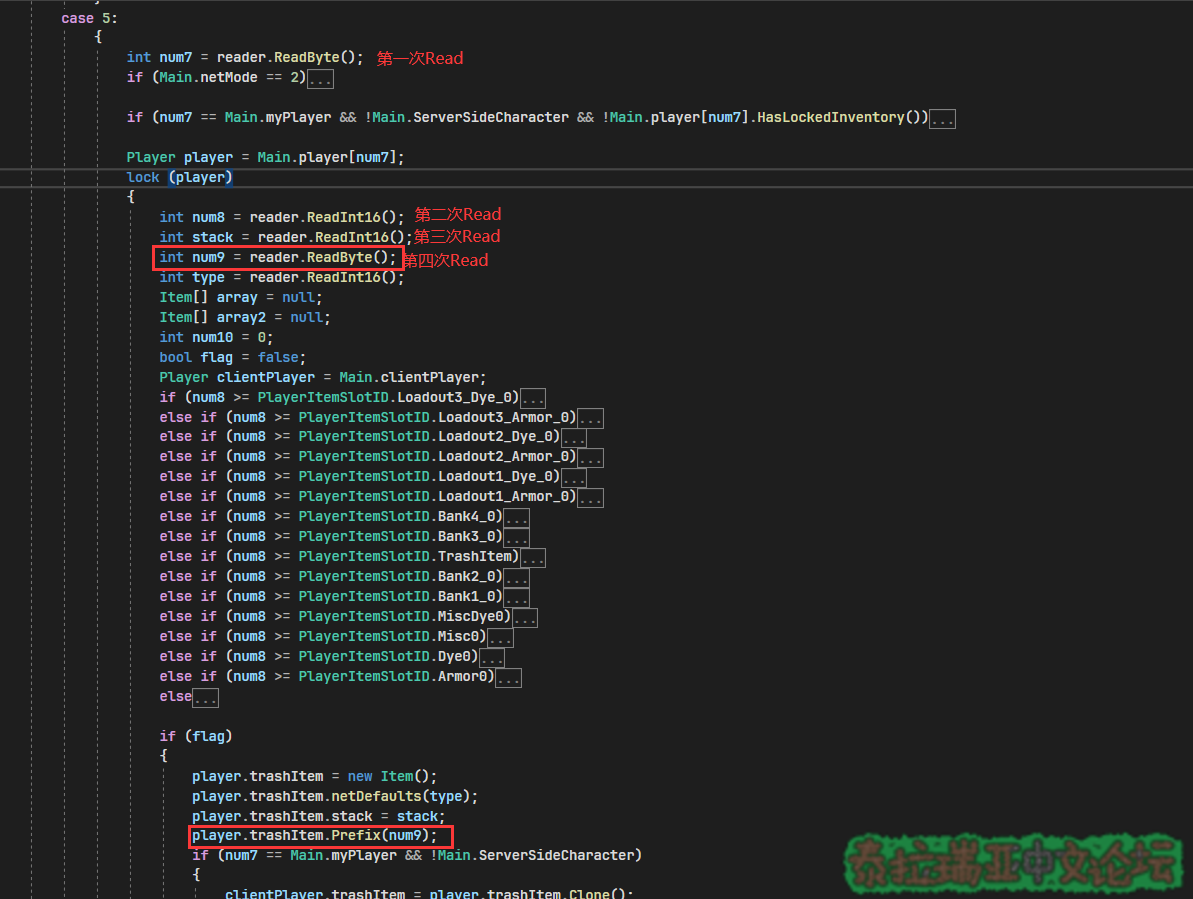 case 5:
{
int num7 = reader.ReadByte(); 第一次Read
if (Main.netMode == 2)...
if (num7 == Main.myPlayer && !Main.ServerSideCharacter && !Main.player[num7].HasLockedInventory())...
Player player = Main.player[num7];
lock (player)
{
int num8 = reader.ReadInt16(); 第二次Read
int stack = reader.ReadInt16(); 第三次Read
int num9 = reader.ReadByte(); 第四次Read
int type = reader.ReadInt16();
Item[] array = null;
Item[] array2 = null;
int num10 = 0;
bool flag = false;
Player clientPlayer = Main.clientPlayer;
if (num8 >= PlayerItemSlotID.Loadout3_Dye_0)...
else if (num8 >= PlayerItemSlotID.Loadout3_Armor_0)...
else if (num8 >= PlayerItemSlotID.Loadout2_Dye_0)...
else if (num8 >= PlayerItemSlotID.Loadout2_Armor_0)...
else if (num8 >= PlayerItemSlotID.Loadout1_Dye_0)...
else if (num8 >= PlayerItemSlotID.Loadout1_Armor_0)...
else if (num8 >= PlayerItemSlotID.Bank4_0)...
else if (num8 >= PlayerItemSlotID.Bank3_0)...
else if (num8 >= PlayerItemSlotID.TrashItem)...
else if (num8 >= PlayerItemSlotID.Bank2_0)...
else if (num8 >= PlayerItemSlotID.Bank1_0)...
else if (num8 >= PlayerItemSlotID.MiscDye0)...
else if (num8 >= PlayerItemSlotID.Misc0)...
else if (num8 >= PlayerItemSlotID.Dye0)...
else if (num8 >= PlayerItemSlotID.Armor0)...
else...
if (flag)
{
player.trashItem = new Item();
player.trashItem.netDefaults(type);
player.trashItem.stack = stack;
player.trashItem.Prefix(num9);
if (num7 == Main.myPlayer && !Main.ServerSideCharacter)
{
clientPlayer.trashItem = player.trashItem.Clone();
泰拉瑞亚中文论坛